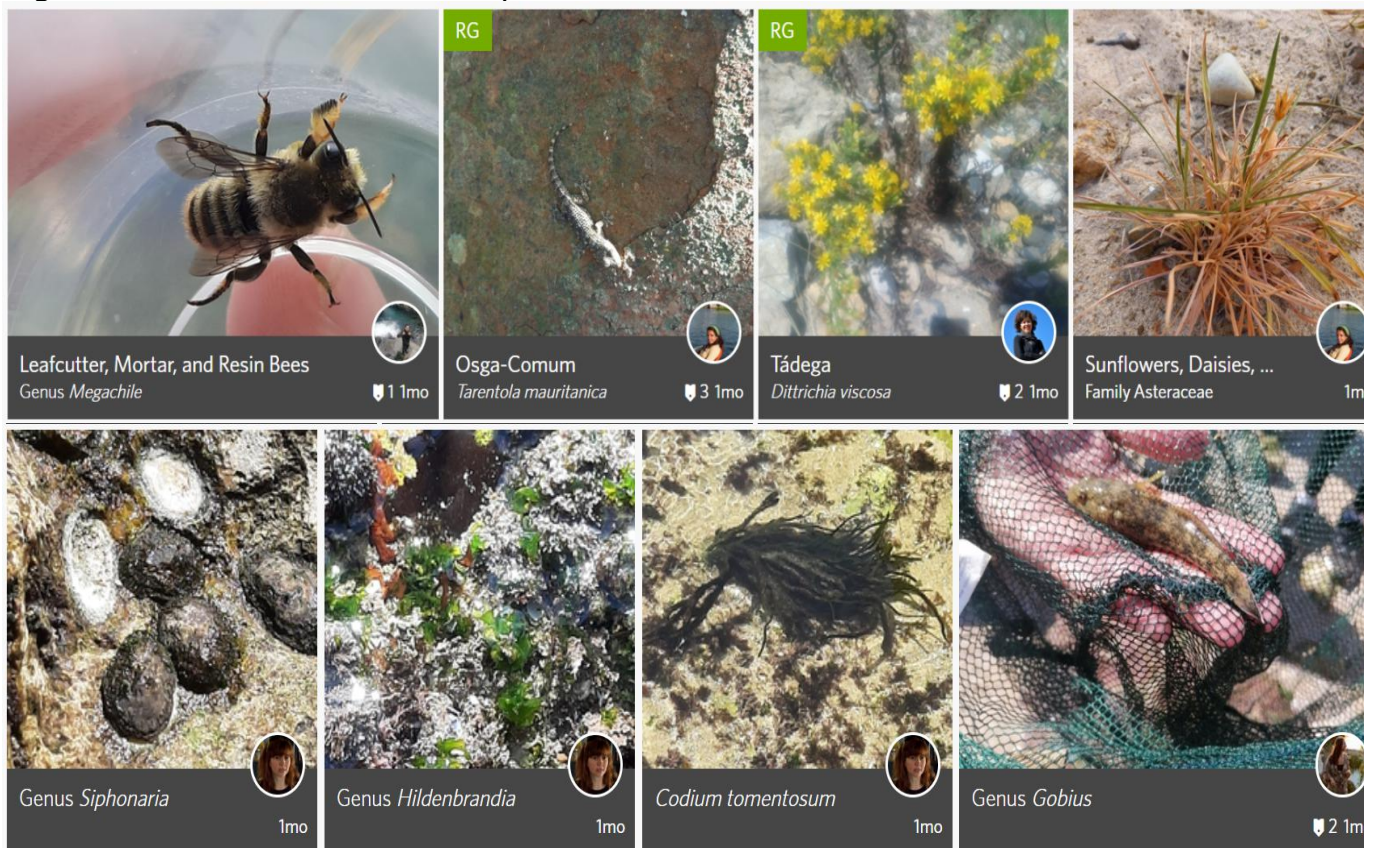 RG
RG
Leafcutter, Mortar, and Resin Bees
Genus Megachile
1 1mo
Osga-Comum
Tarentola mauritanica
3 1mo
Tádega
Dittrichia viscosa
2 1mo
Sunflowers, Daisies, ...
Family Asteraceae
1m
Genus Siphonaria
1mo
Genus Hildenbrandia
1mo
Codium tomentosum
1mo
Genus Gobius
2 1m